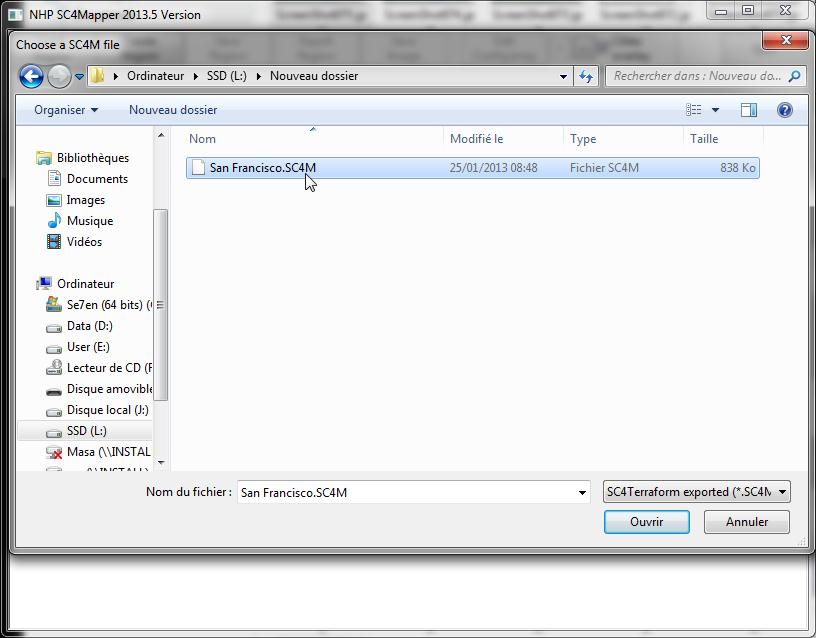 NHP SC4Mapper 2013.5 Version
Choose a SC4M file
Ordinateur SSD (L:) Nouveau dossier
Rechercher dans : Nouveau do...
Organiser Nouveau dossier
Nom Modifié le Type Taille
San Francisco.SC4M 25/01/2013 08:48 Fichier SC4M 838 Ko
Bibliothèques
Documents
Images
Musique
Vidéos
Ordinateur
Se7en (64 bits) (
Data (D:)
User (E:)
Lecteur de CD (F
Disque amovible
Disque local (J:)
SSD (L:)
Masa (\\INSTAL
Nom du fichier : San Francisco.SC4M
SC4Terraform exported (*.SC4M
Ouvrir Annuler